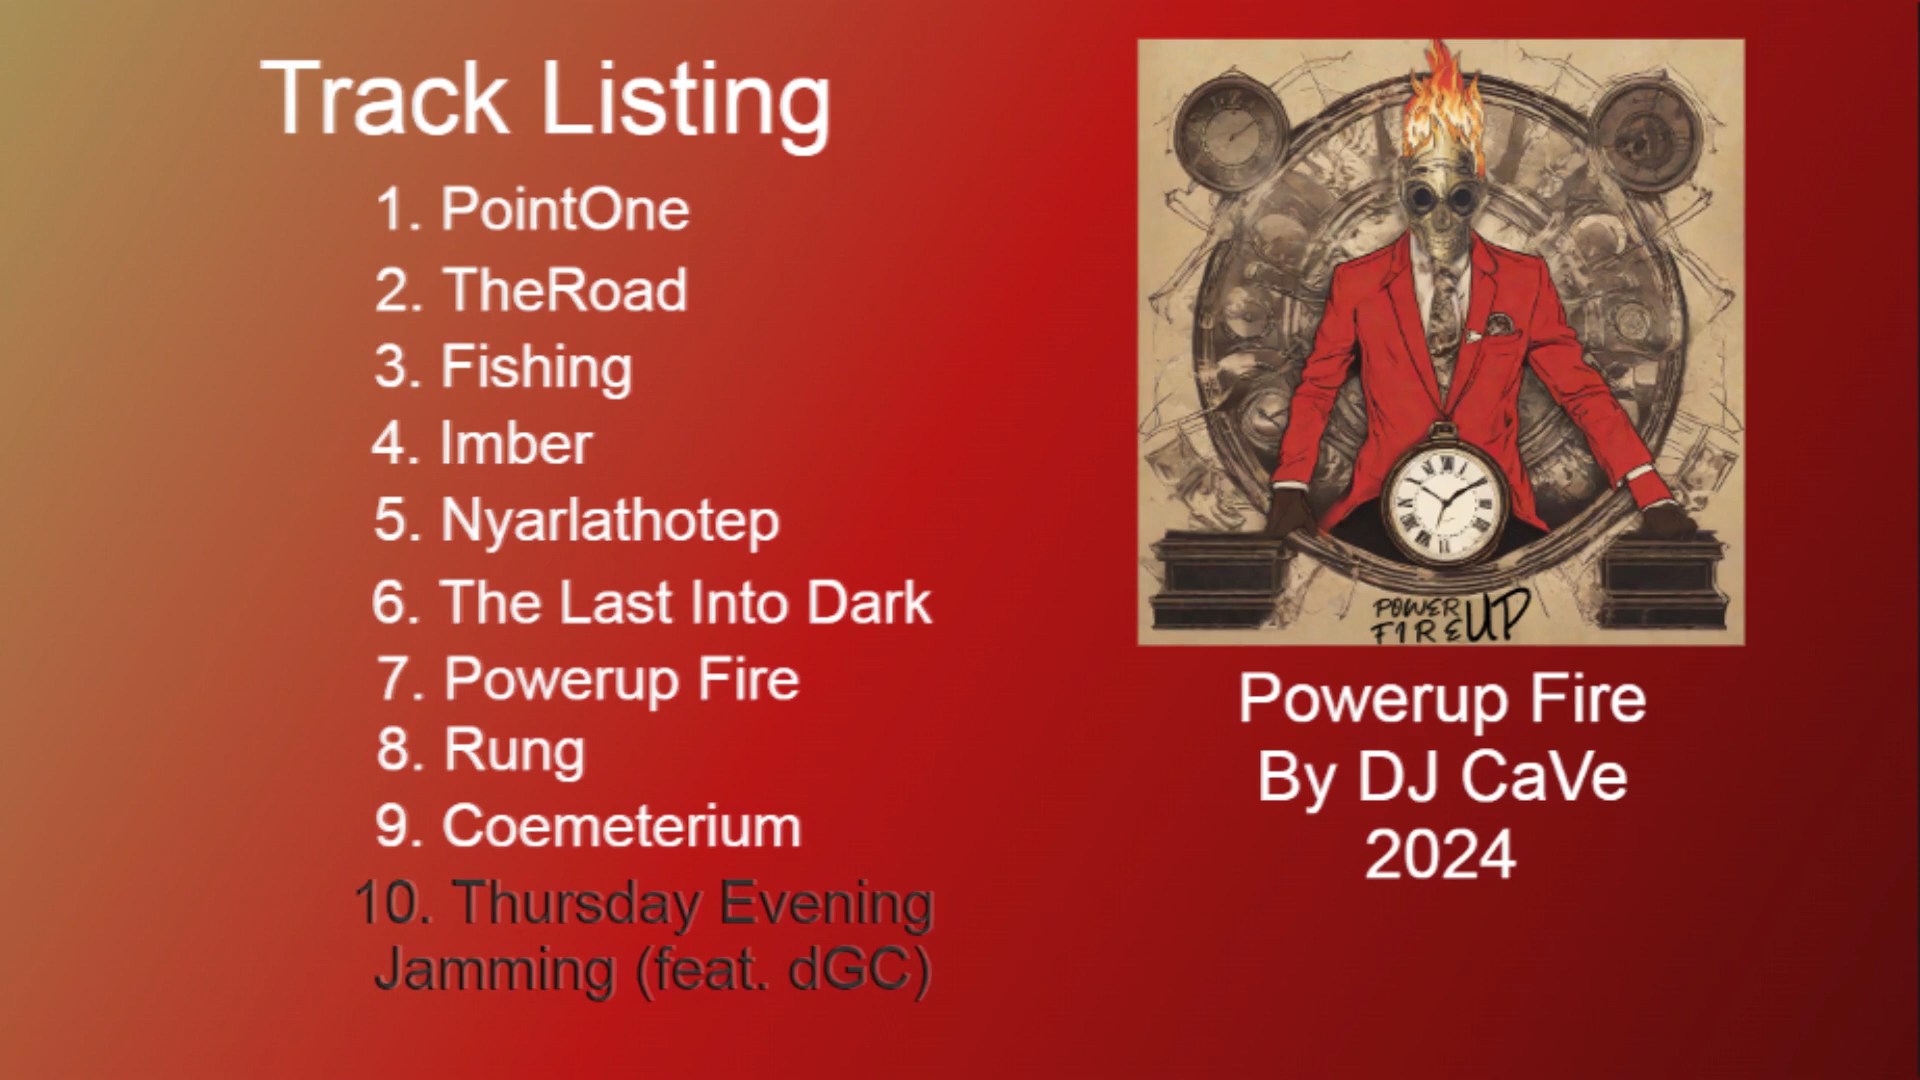 Track Listing
1. PointOne
2. TheRoad
3. Fishing
4. Imber
5. Nyarlathotep
6. The Last Into Dark
7. Powerup Fire
8. Rung
9. Coemeterium
10. Thursday Evening
Jamming (feat. dGC)
POWER UP
FIRE
Powerup Fire
By DJ CaVe
2024